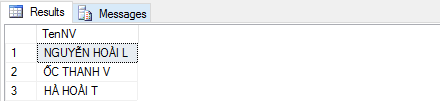 Results Messages
TenNV
1 NGUYỄN HOÀI L
2 ỐC THANH V
3 HÀ HOÀI T